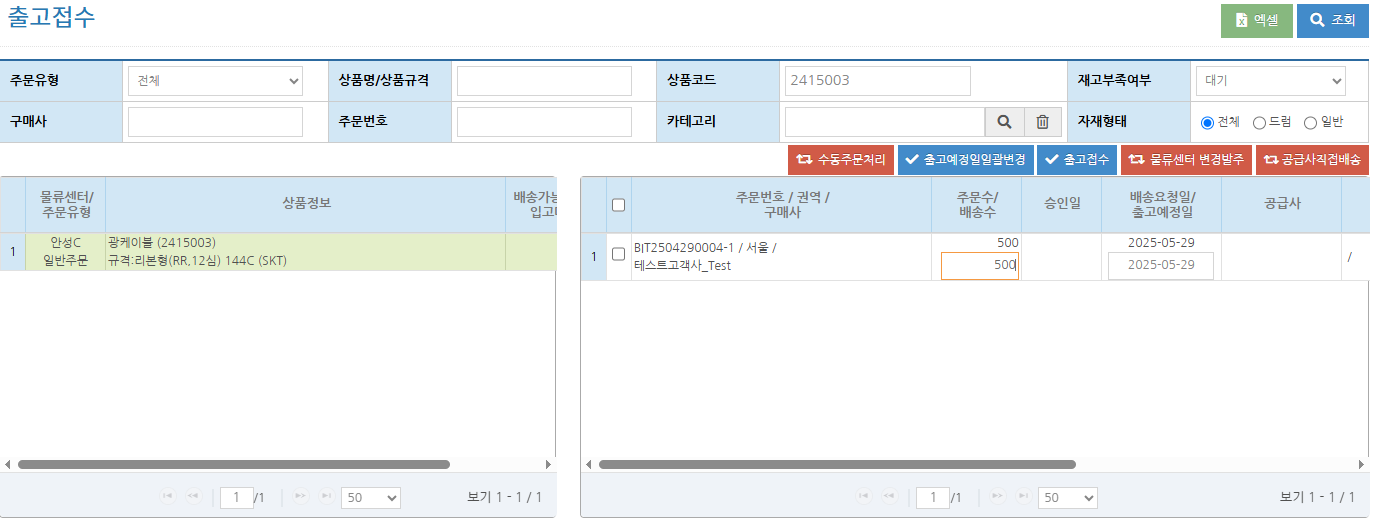 출고접수
엑셀 조회
주문유형 전체 상품명/상품규격 상품코드 2415003 재고부족여부 대기
구매사 주문번호 카테고리 자재형태 전체 드럼 일반
수동주문처리 출고예정일일괄변경 출고접수 물류센터 변경발주 공급사직접배송
물류센터/
주문유형
상품정보
배송가능
1
안성C
일반주문
광케이블 (2415003)
규격:리본형(RR,12심) 144C (SKT)
1 /1 50 보기 1 - 1 / 1
주문번호 / 권역 /
구매사
주문수/
배송수
승인일
배송요청일/
출고예정일
공급사
1
BJT2504290004-1 / 서울 /
테스트고객사_Test
500
500
2025-05-29
2025-05-29
/
1 /1 50 보기 1 - 1 / 1